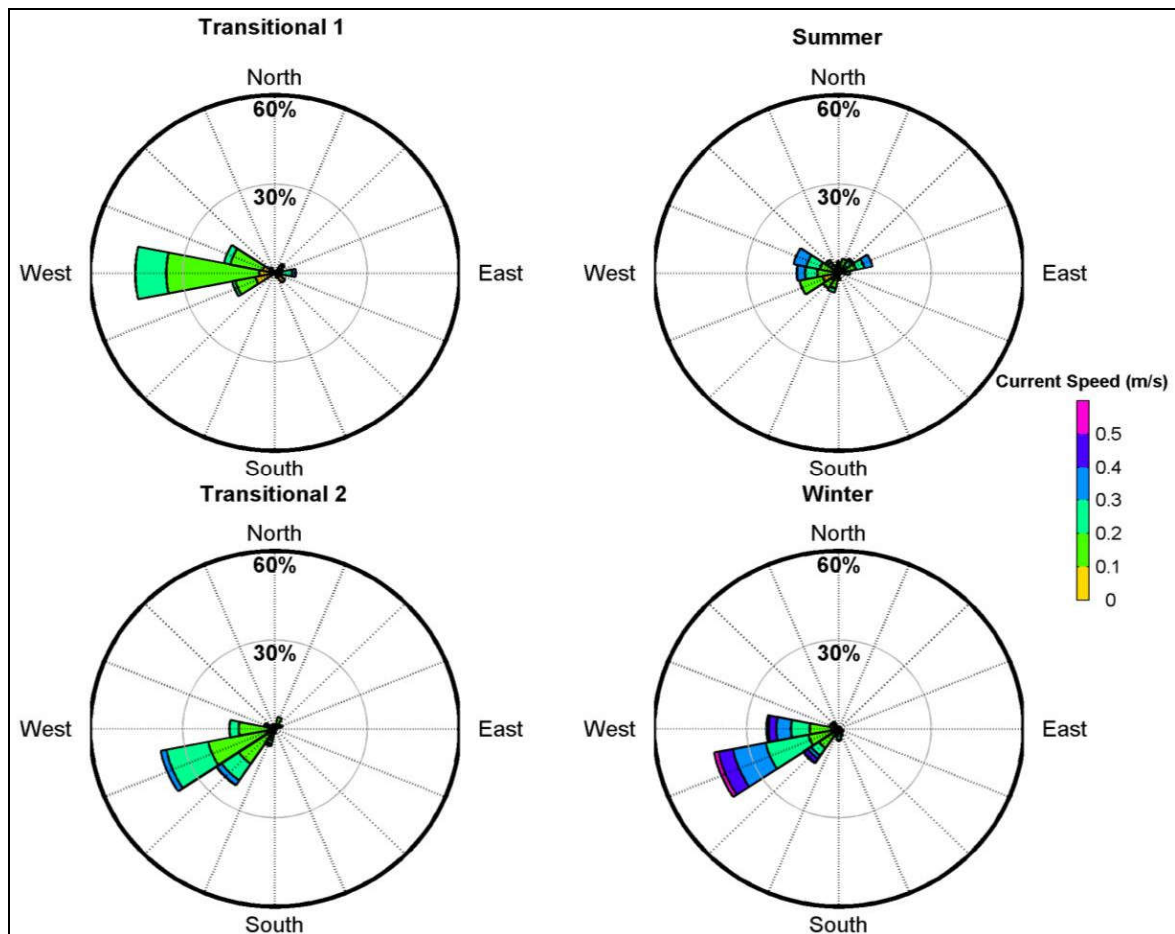 Transitional 1
North
60%
30%
West
East
South
Summer
North
60%
30%
West
East
South
Current Speed (m/s)
0.5
0.4
0.3
0.2
0.1
0
Transitional 2
North
60%
30%
West
East
South
Winter
North
60%
30%
West
East
South